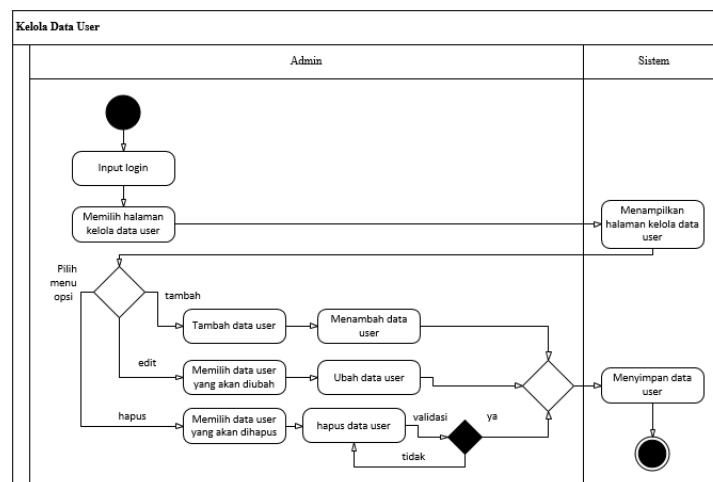 Kelola Data User
Admin
Sistem
Input login
Memilih halaman
kelola data user
Menampilkan
halaman kelola data
user
Pilih
menu
opsi
tambah
Tambah data user
Menambah data
user
edit
Memilih data user
yang akan diubah
Ubah data user
Menyimpan data
user
hapus
Memilih data user
yang akan dihapus
hapus data user
validasi
ya
tidak